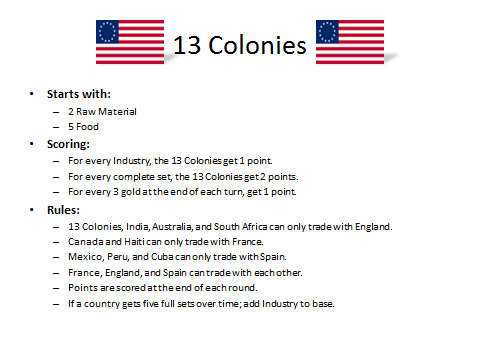 13 Colonies
• Starts with:
– 2 Raw Material
– 5 Food
• Scoring:
– For every Industry, the 13 Colonies get 1 point.
– For every complete set, the 13 Colonies get 2 points.
– For every 3 gold at the end of each turn, get 1 point.
• Rules:
– 13 Colonies, India, Australia, and South Africa can only trade with England.
– Canada and Haiti can only trade with France.
– Mexico, Peru, and Cuba can only trade with Spain.
– France, England, and Spain can trade with each other.
– Points are scored at the end of each round.
– If a country gets five full sets over time; add Industry to base.